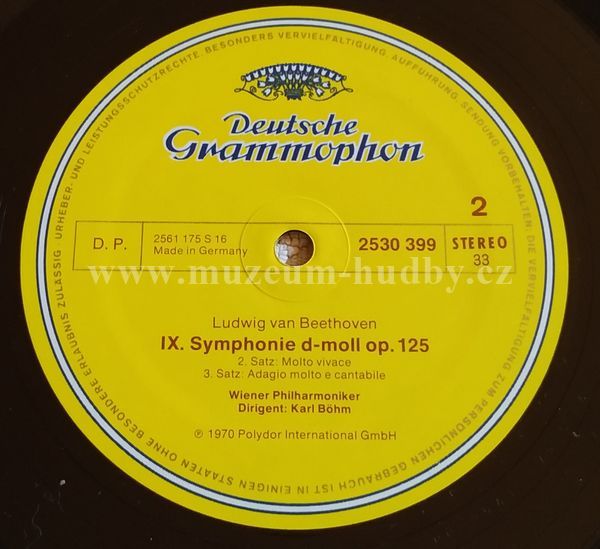 Deutsche
Grammophon
2
D. P.
2561 175 S 16
Made in Germany
2530 399
STEREO
33
www.muzeum-hudby.cz
Ludwig van Beethoven
IX. Symphonie d-moll op. 125
2. Satz: Molto vivace
3. Satz: Adagio molto e cantabile
Wiener Philharmoniker
Dirigent: Karl Böhm
℗ 1970 Polydor International GmbH
URHEBER- UND LEISTUNGSSCHUTZRECHTE. BESONDERS VERVIELFÄLTIGUNG, AUFFÜHRUNG, SENDUNG VORBEHALTEN; DIE VERVIELFÄLTIGUNG ZUM PERSÖNLICHEN GEBRAUCH IST IN EINIGEN STAATEN OHNE BESONDERE ERLAUBNIS ZULÄSSIG ·